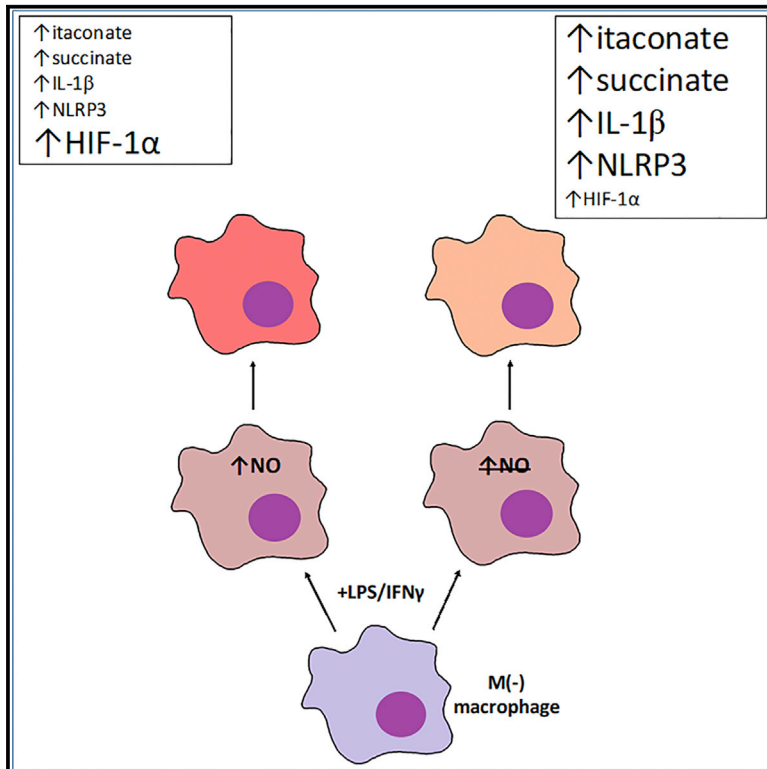 ↑itaconate
↑succinate
↑IL-1β
↑NLRP3
↑HIF-1α
↑itaconate
↑succinate
↑IL-1β
↑NLRP3
↑HIF-1α
↑NO
↑NO
+LPS/IFNγ
M(-)
macrophage